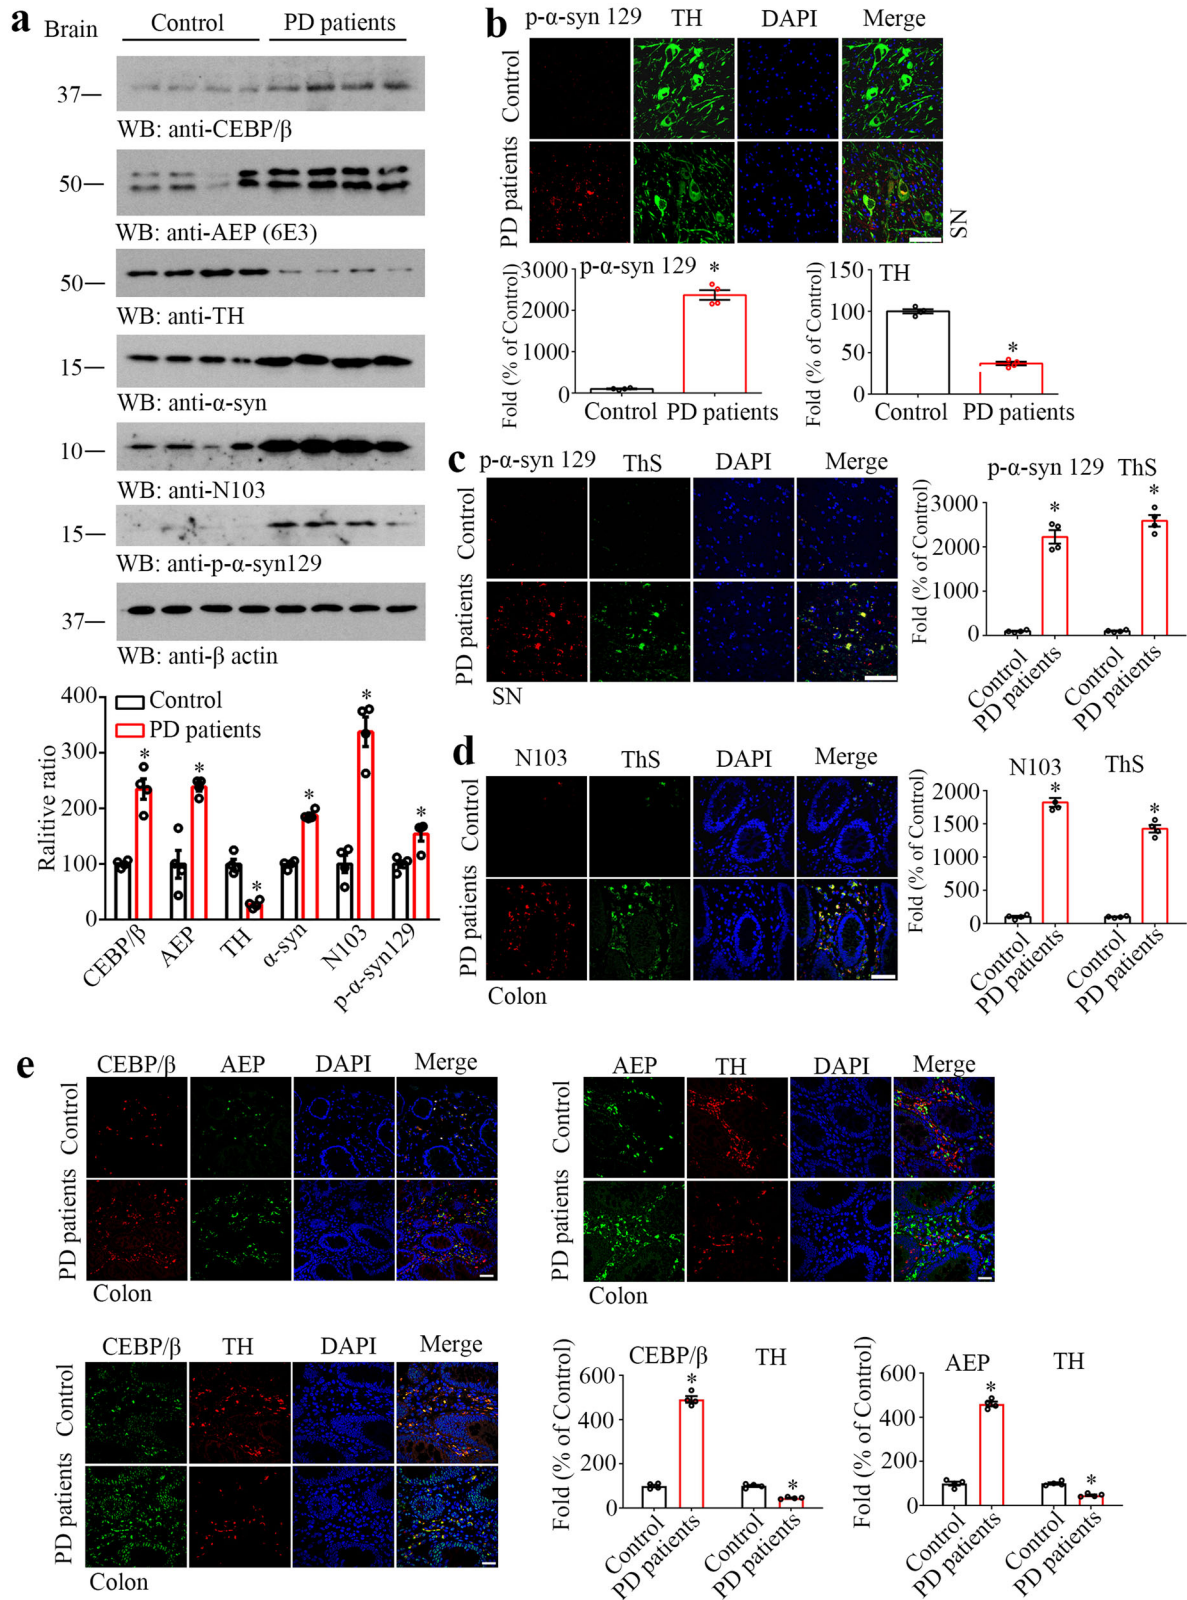 a
Brain
Control
PD patients
37
WB: anti-CEBP/β
50
WB: anti-AEP (6E3)
50
WB: anti-TH
15
WB: anti-α-syn
10
WB: anti-N103
15
WB: anti-p-α-syn129
37
WB: anti-β actin
400
300
200
100
0
Ralitive ratio
Control
PD patients
*
*
*
*
*
*
CEBP/β
AEP
TH
α-syn
N103
p-α-syn129
b
p-α-syn 129
TH
DAPI
Merge
Control
PD patients
SN
Fold (% of Control)
3000
2000
1000
0
p-α-syn 129
*
Control
PD patients
Fold (% of Control)
150
100
50
0
TH
*
Control
PD patients
c
p-α-syn 129
ThS
DAPI
Merge
Control
PD patients
SN
p-α-syn 129
ThS
Fold (% of Control)
3000
2000
1000
0
*
*
Control
PD patients
Control
PD patients
d
N103
ThS
DAPI
Merge
Control
PD patients
Colon
N103
ThS
Fold (% of Control)
2000
1500
1000
500
0
*
*
Control
PD patients
Control
PD patients
e
CEBP/β
AEP
DAPI
Merge
Control
PD patients
Colon
AEP
TH
DAPI
Merge
Control
PD patients
Colon
CEBP/β
TH
DAPI
Merge
Control
PD patients
Colon
Fold (% of Control)
600
400
200
0
CEBP/β
TH
*
*
Control
PD patients
Control
PD patients
Fold (% of Control)
600
400
200
0
AEP
TH
*
*
Control
PD patients
Control
PD patients